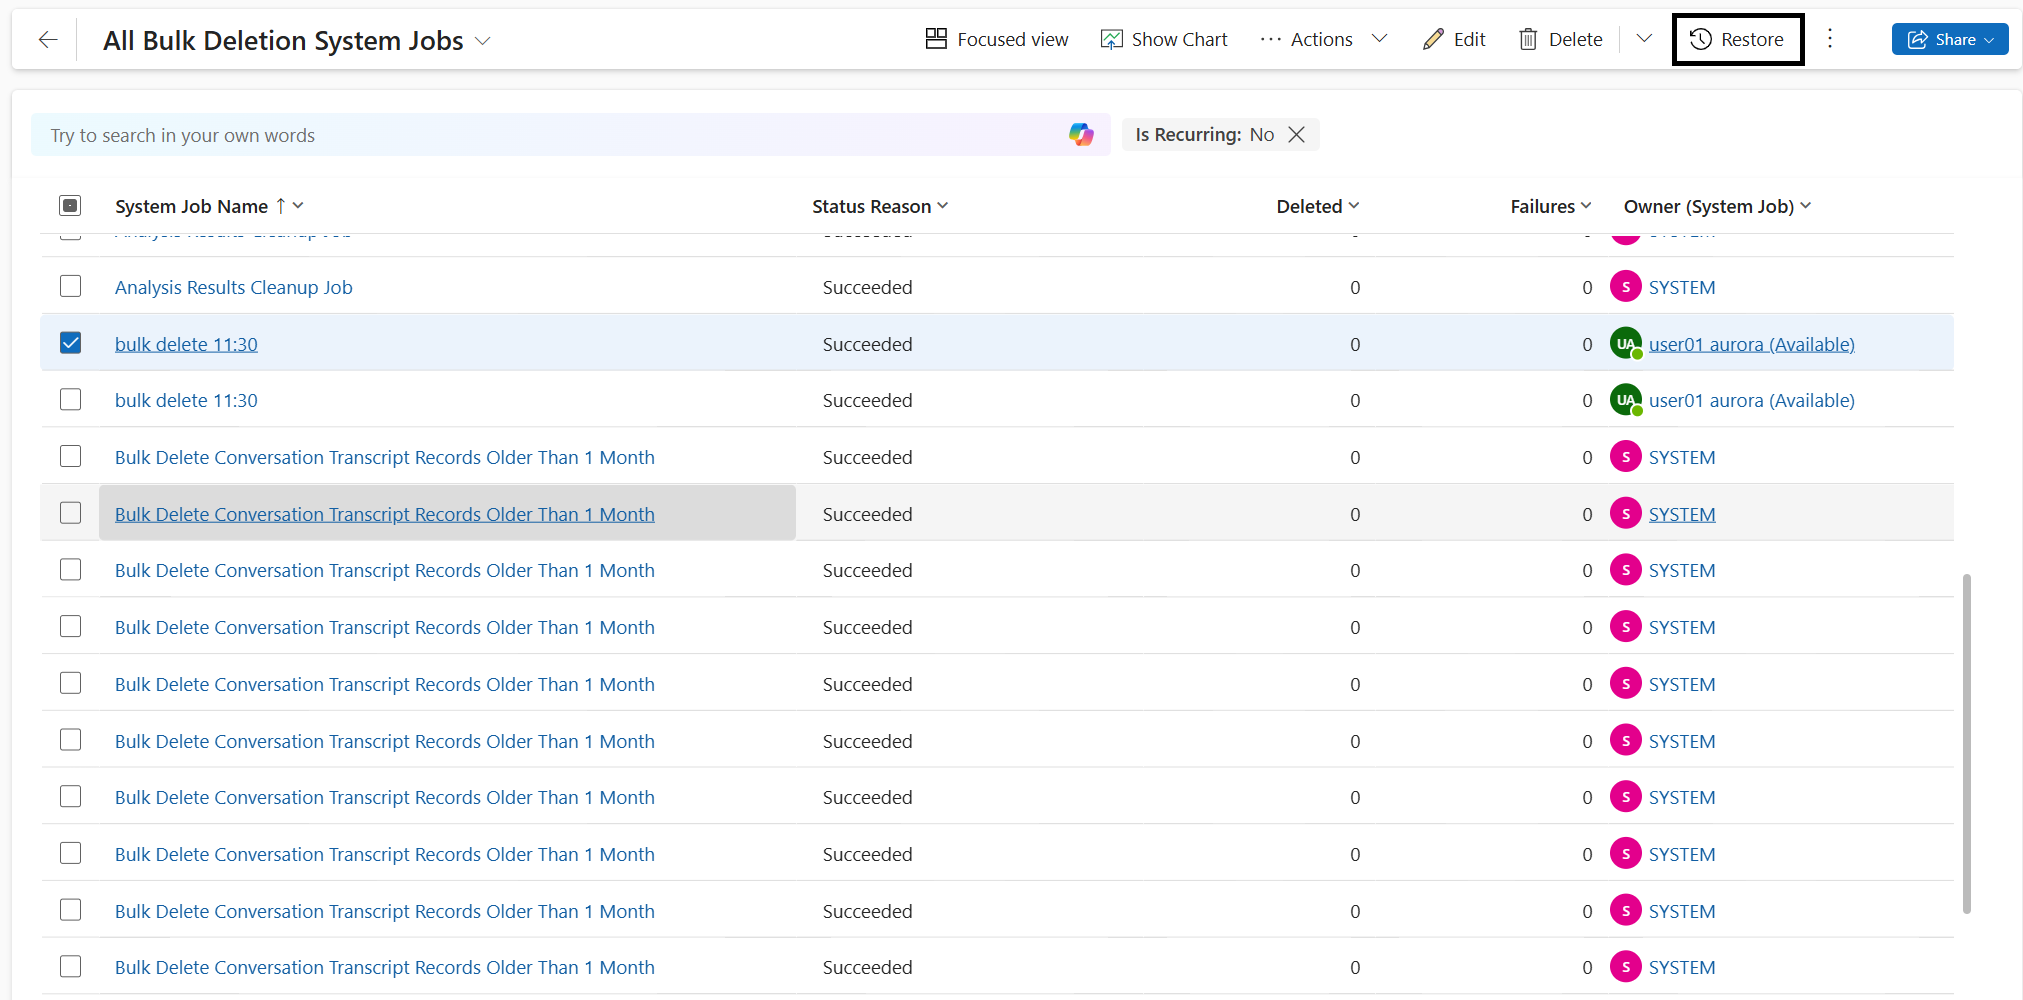 All Bulk Deletion System Jobs
Focused view
Show Chart
Actions
Edit
Delete
Restore
Share
Try to search in your own words
Is Recurring: No
System Job Name Status Reason Deleted Failures Owner (System Job)
Analysis Results Cleanup Job Succeeded 0 0 S SYSTEM
bulk delete 11:30 Succeeded 0 0 UA user01 aurora (Available)
bulk delete 11:30 Succeeded 0 0 UA user01 aurora (Available)
Bulk Delete Conversation Transcript Records Older Than 1 Month Succeeded 0 0 S SYSTEM
Bulk Delete Conversation Transcript Records Older Than 1 Month Succeeded 0 0 S SYSTEM
Bulk Delete Conversation Transcript Records Older Than 1 Month Succeeded 0 0 S SYSTEM
Bulk Delete Conversation Transcript Records Older Than 1 Month Succeeded 0 0 S SYSTEM
Bulk Delete Conversation Transcript Records Older Than 1 Month Succeeded 0 0 S SYSTEM
Bulk Delete Conversation Transcript Records Older Than 1 Month Succeeded 0 0 S SYSTEM
Bulk Delete Conversation Transcript Records Older Than 1 Month Succeeded 0 0 S SYSTEM
Bulk Delete Conversation Transcript Records Older Than 1 Month Succeeded 0 0 S SYSTEM
Bulk Delete Conversation Transcript Records Older Than 1 Month Succeeded 0 0 S SYSTEM
Bulk Delete Conversation Transcript Records Older Than 1 Month Succeeded 0 0 S SYSTEM